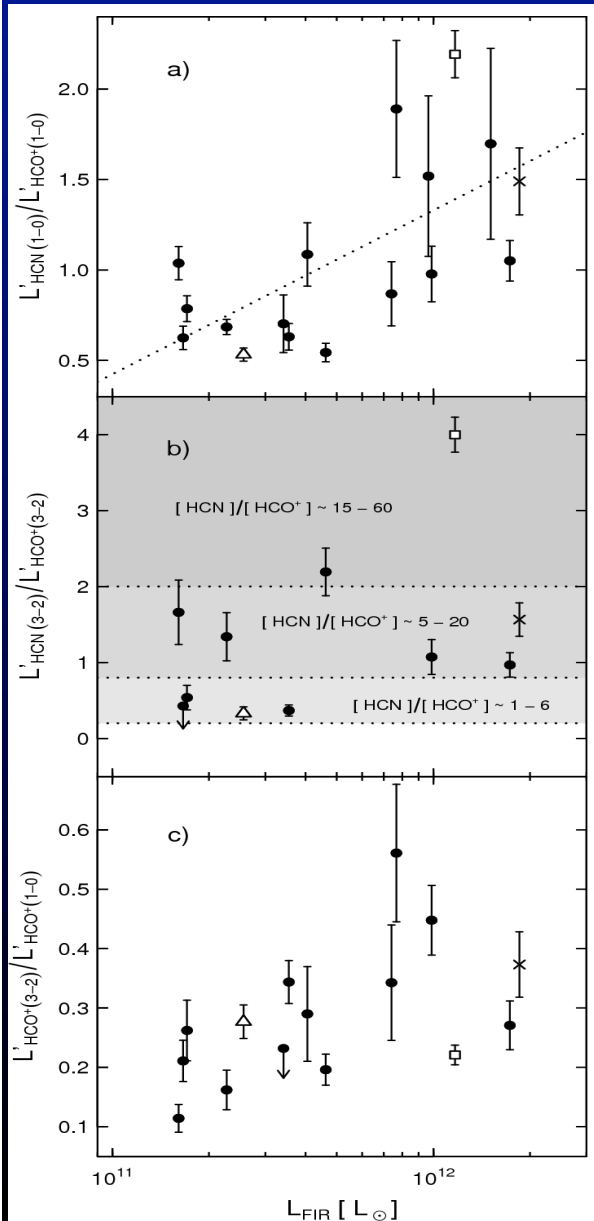 a)
L'HCN (1–0)/L'HCO+(1–0)
2.0
1.5
1.0
0.5
b)
L'HCN (3–2)/L'HCO+(3–2)
4
3
2
1
0
[ HCN ]/[ HCO+ ] ~ 15 – 60
[ HCN ]/[ HCO+ ] ~ 5 – 20
[ HCN ]/[ HCO+ ] ~ 1 – 6
c)
L'HCO+(3–2)/L'HCO+(1–0)
0.6
0.5
0.4
0.3
0.2
0.1
10^11
10^12
L_FIR [ L_⊙ ]